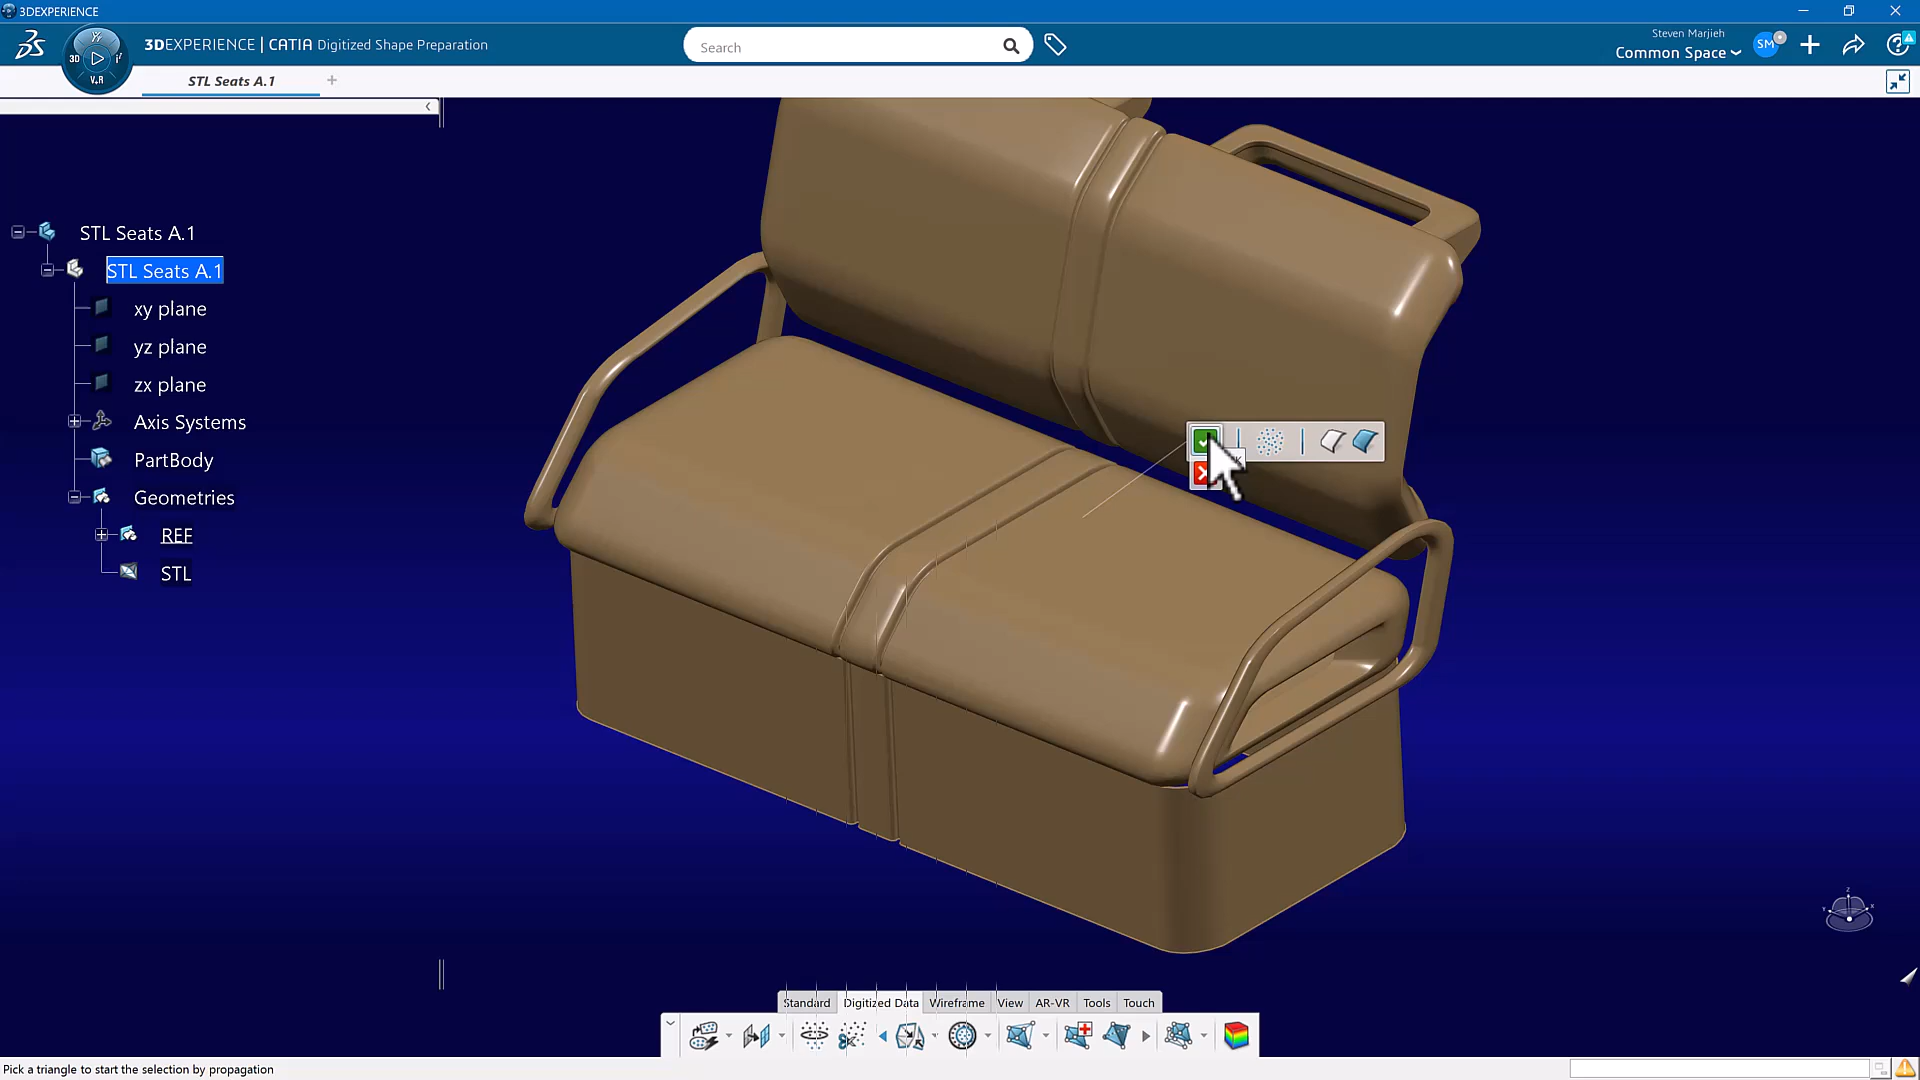 3DEXPERIENCE
3DEXPERIENCE | CATIA Digitized Shape Preparation
Search
Steven Marjieh
Common Space
SM
3D
V.R
STL Seats A.1
STL Seats A.1
STL Seats A.1
xy plane
yz plane
zx plane
Axis Systems
PartBody
Geometries
REF
STL
Standard
Digitized Data
Wireframe
View
AR-VR
Tools
Touch
Pick a triangle to start the selection by propagation